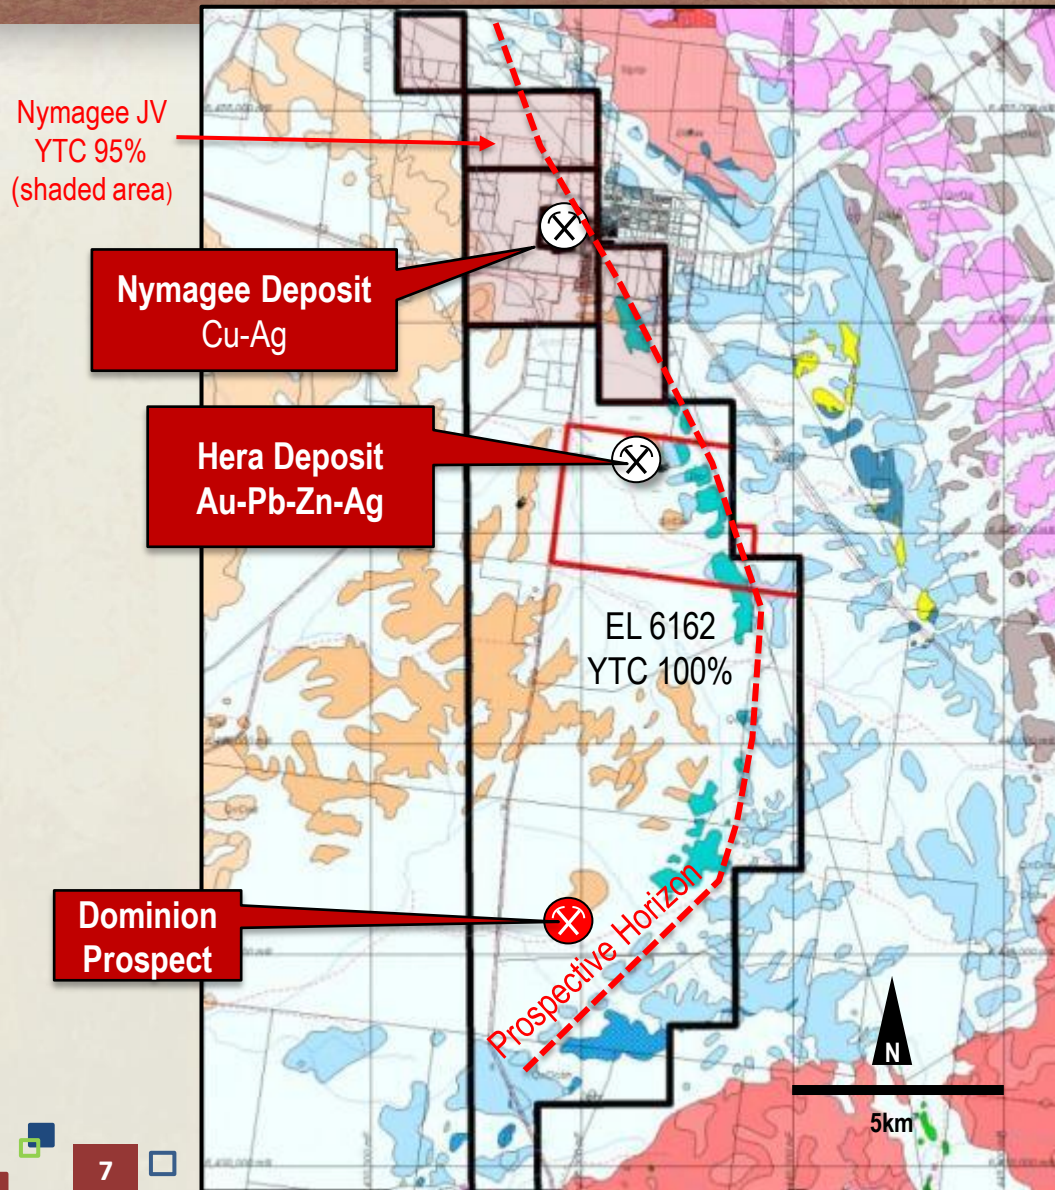 Nymagee JV
YTC 95%
(shaded area)
Nymagee Deposit
Cu-Ag
Hera Deposit
Au-Pb-Zn-Ag
EL 6162
YTC 100%
Dominion
Prospect
Prospective Horizon
N
5km
7